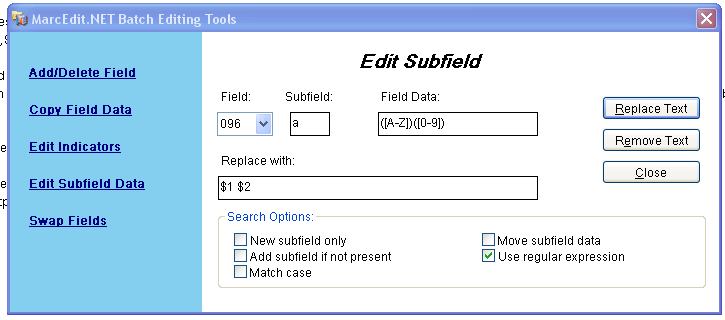 MarcEdit.NET Batch Editing Tools
Add/Delete Field
Copy Field Data
Edit Indicators
Edit Subfield Data
Swap Fields
Edit Subfield
Field: Subfield: Field Data:
096 a ([A-Z])([0-9])
Replace with:
$1 $2
Replace Text
Remove Text
Close
Search Options:
New subfield only
Add subfield if not present
Match case
Move subfield data
Use regular expression